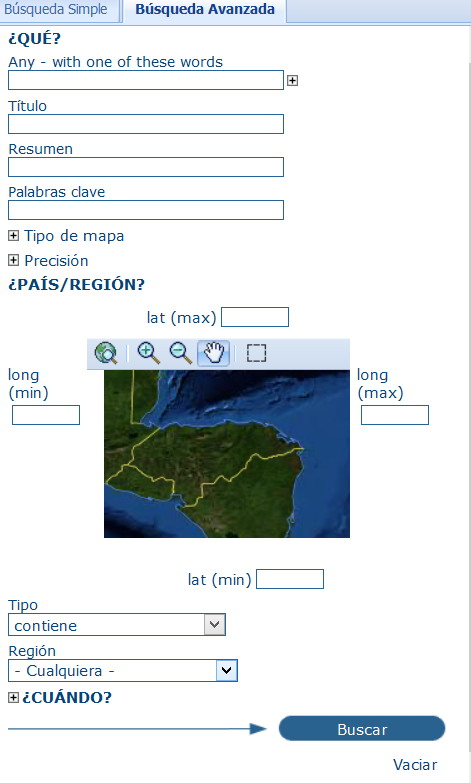 Búsqueda Simple Búsqueda Avanzada
¿QUÉ?
Any - with one of these words
Título
Resumen
Palabras clave
Tipo de mapa
Precisión
¿PAÍS/REGIÓN?
lat (max)
long
(min)
long
(max)
lat (min)
Tipo
contiene
Región
- Cualquiera -
¿CUÁNDO?
Buscar
Vaciar